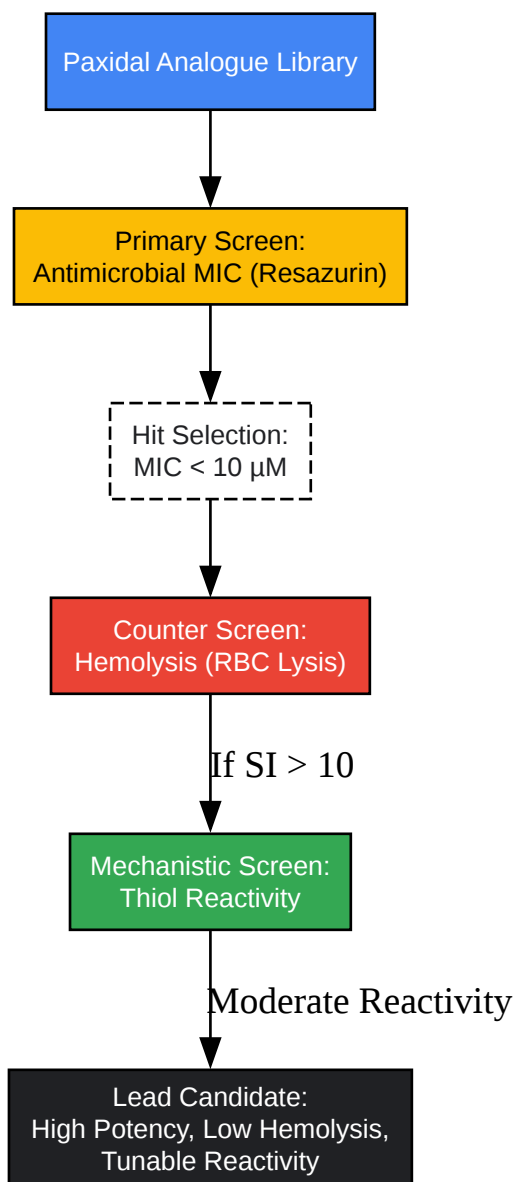 Paxidal Analogue Library
Primary Screen:
Antimicrobial MIC (Resazurin)
Hit Selection:
MIC < 10 µM
Counter Screen:
Hemolysis (RBC Lysis)
If SI > 10
Mechanistic Screen:
Thiol Reactivity
Moderate Reactivity
Lead Candidate:
High Potency, Low Hemolysis,
Tunable Reactivity